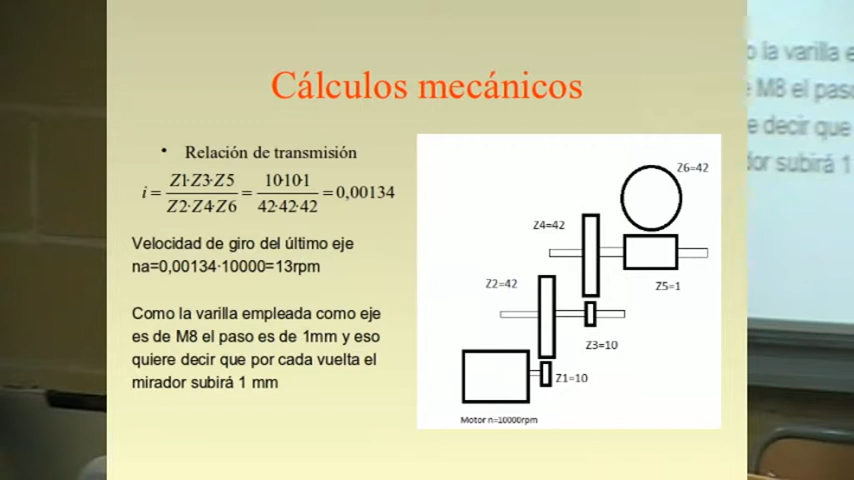 Cálculos mecánicos
• Relación de transmisión
i = Z1·Z3·Z5 / Z2·Z4·Z6 = 10·10·1 / 42·42·42 = 0,00134
Velocidad de giro del último eje
na=0,00134·10000=13rpm
Como la varilla empleada como eje
es de M8 el paso es de 1mm y eso
quiere decir que por cada vuelta el
mirador subirá 1 mm
Z6=42
Z4=42
Z5=1
Z2=42
Z3=10
Z1=10
Motor n=10000rpm
o la varilla e
M8 el paso
e decir que
dor subirá 1